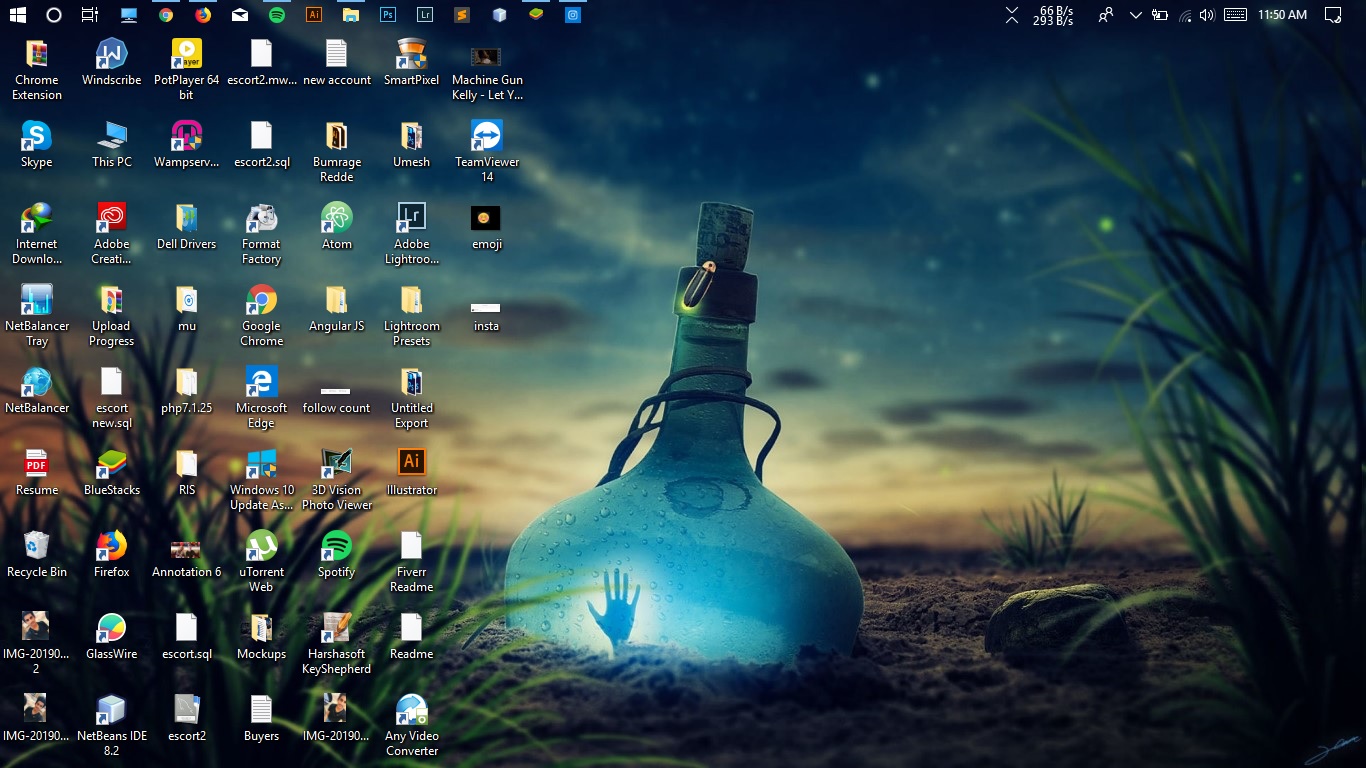 66 B/s
293 B/s
11:50 AM
Chrome
Extension
Windscribe
PotPlayer 64
bit
escort2.mw...
new account
SmartPixel
Machine Gun
Kelly - Let Y...
Skype
This PC
Wampserv...
escort2.sql
Bumrage
Redde
Umesh
TeamViewer
14
Internet
Downlo...
Adobe
Creati...
Dell Drivers
Format
Factory
Atom
Adobe
Lightroo...
emoji
NetBalancer
Tray
Upload
Progress
mu
Google
Chrome
Angular JS
Lightroom
Presets
insta
NetBalancer
escort
new.sql
php7.1.25
Microsoft
Edge
follow count
Untitled
Export
Resume
BlueStacks
RIS
Windows 10
Update As...
3D Vision
Photo Viewer
Illustrator
Recycle Bin
Firefox
Annotation 6
uTorrent
Web
Spotify
Fiverr
Readme
IMG-20190...
2
GlassWire
escort.sql
Mockups
Harshasoft
KeyShepherd
Readme
IMG-20190...
NetBeans IDE
8.2
escort2
Buyers
IMG-20190...
Any Video
Converter